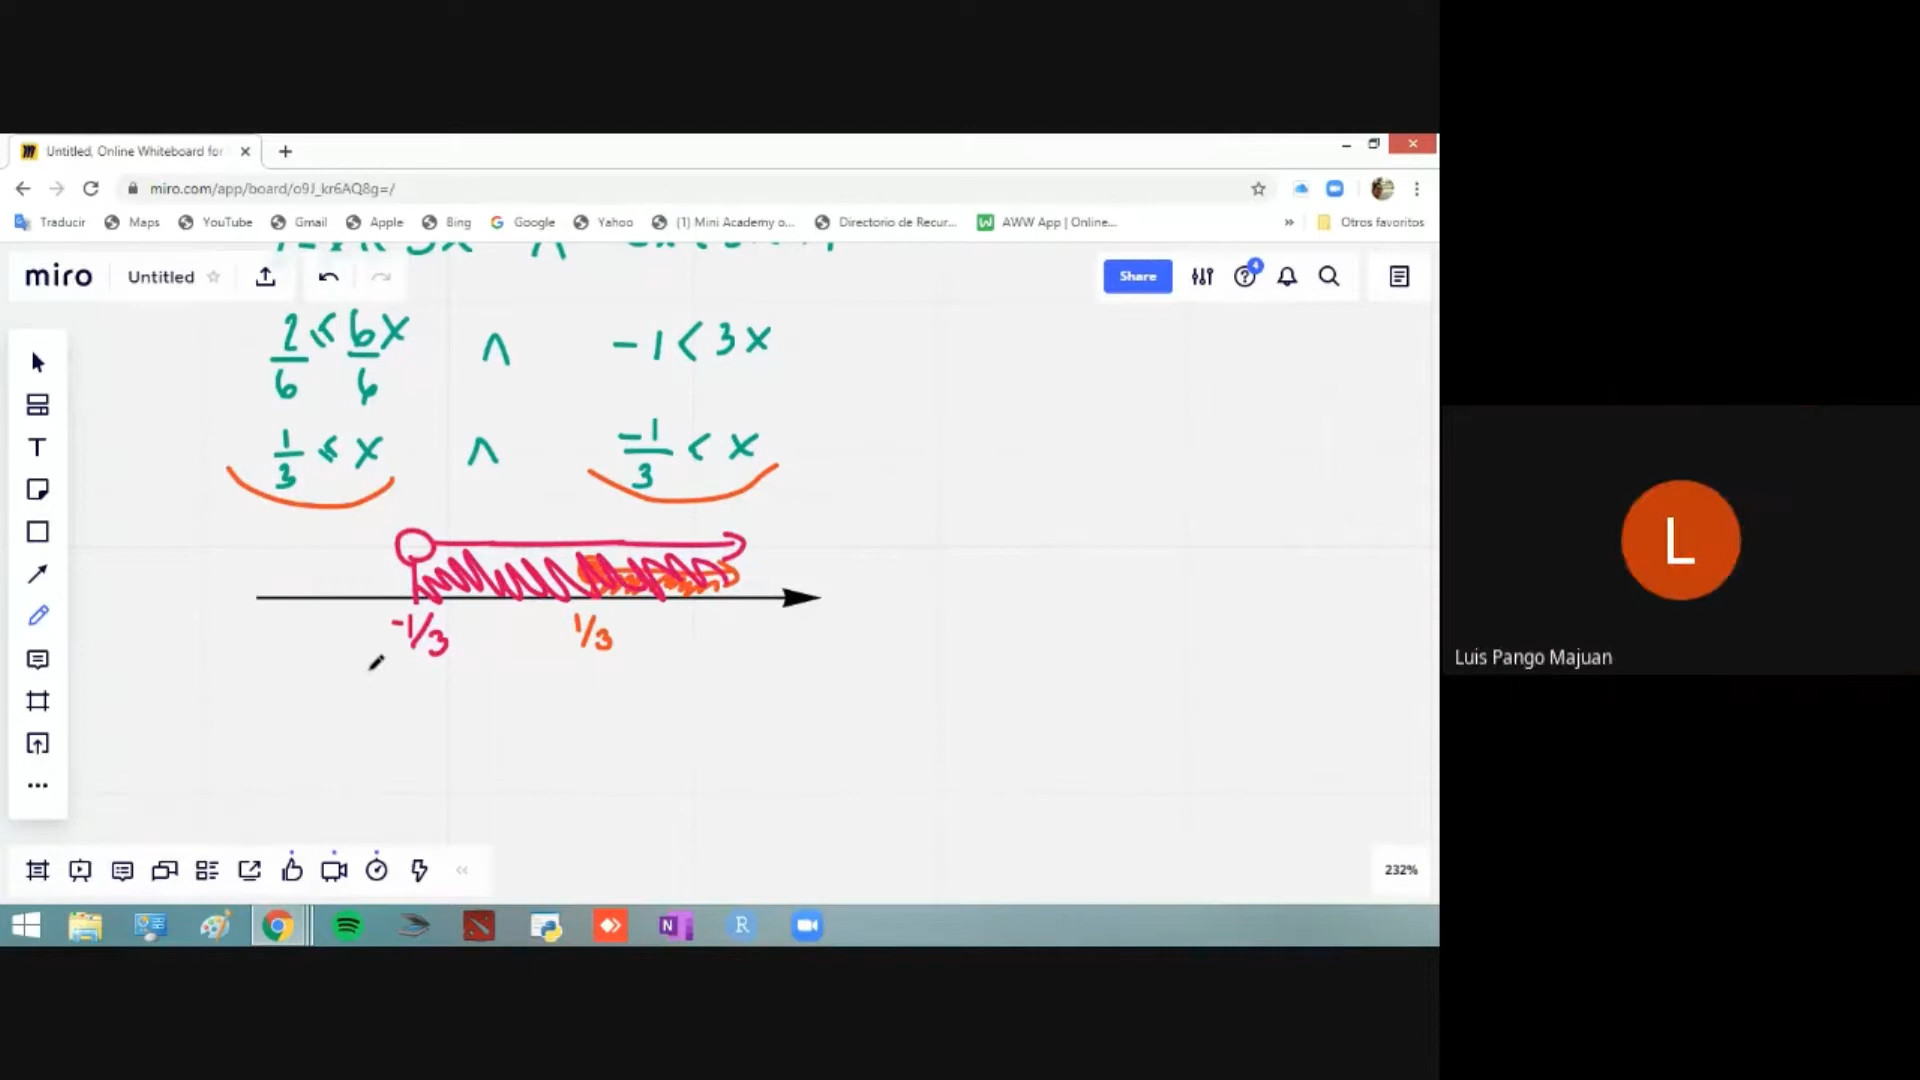 Untitled, Online Whiteboard for
miro.com/app/board/o9J_kr6AQ8g=/
Traducir Maps YouTube Gmail Apple Bing Google Yahoo (1) Mini Academy o... Directorio de Recur... AWW App | Online... » Otros favoritos
miro Untitled Share 4
2/6 ≤ 6x/6 ∧ -1 < 3x
1/3 ≤ x ∧ -1/3 < x
-1/3 1/3
L
Luis Pango Majuan
232%